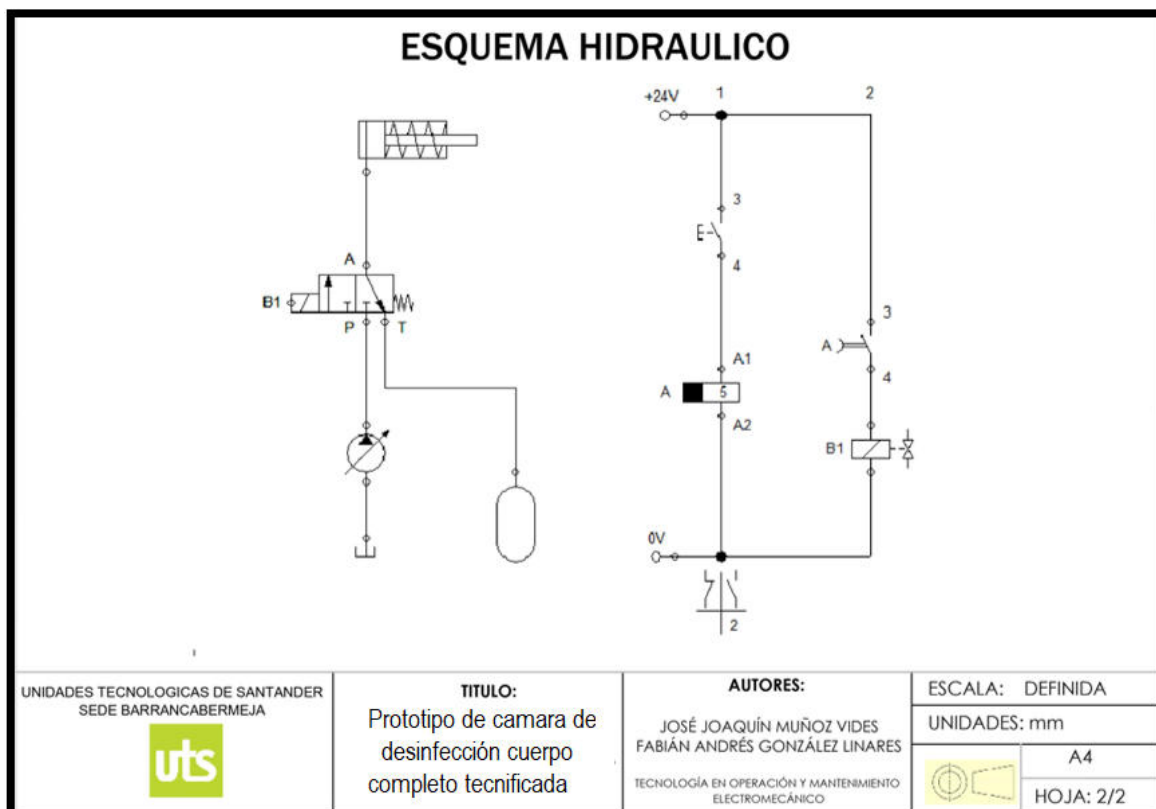 ESQUEMA HIDRAULICO
+24V
1
2
3
4
A
B1
P
T
A1
A
5
A2
3
A
4
B1
0V
2
UNIDADES TECNOLOGICAS DE SANTANDER
SEDE BARRANCABERMEJA
uts
TITULO:
Prototipo de camara de
desinfección cuerpo
completo tecnificada
AUTORES:
JOSÉ JOAQUÍN MUÑOZ VIDES
FABIÁN ANDRÉS GONZÁLEZ LINARES
TECNOLOGÍA EN OPERACIÓN Y MANTENIMIENTO
ELECTROMECÁNICO
ESCALA: DEFINIDA
UNIDADES: mm
A4
HOJA: 2/2